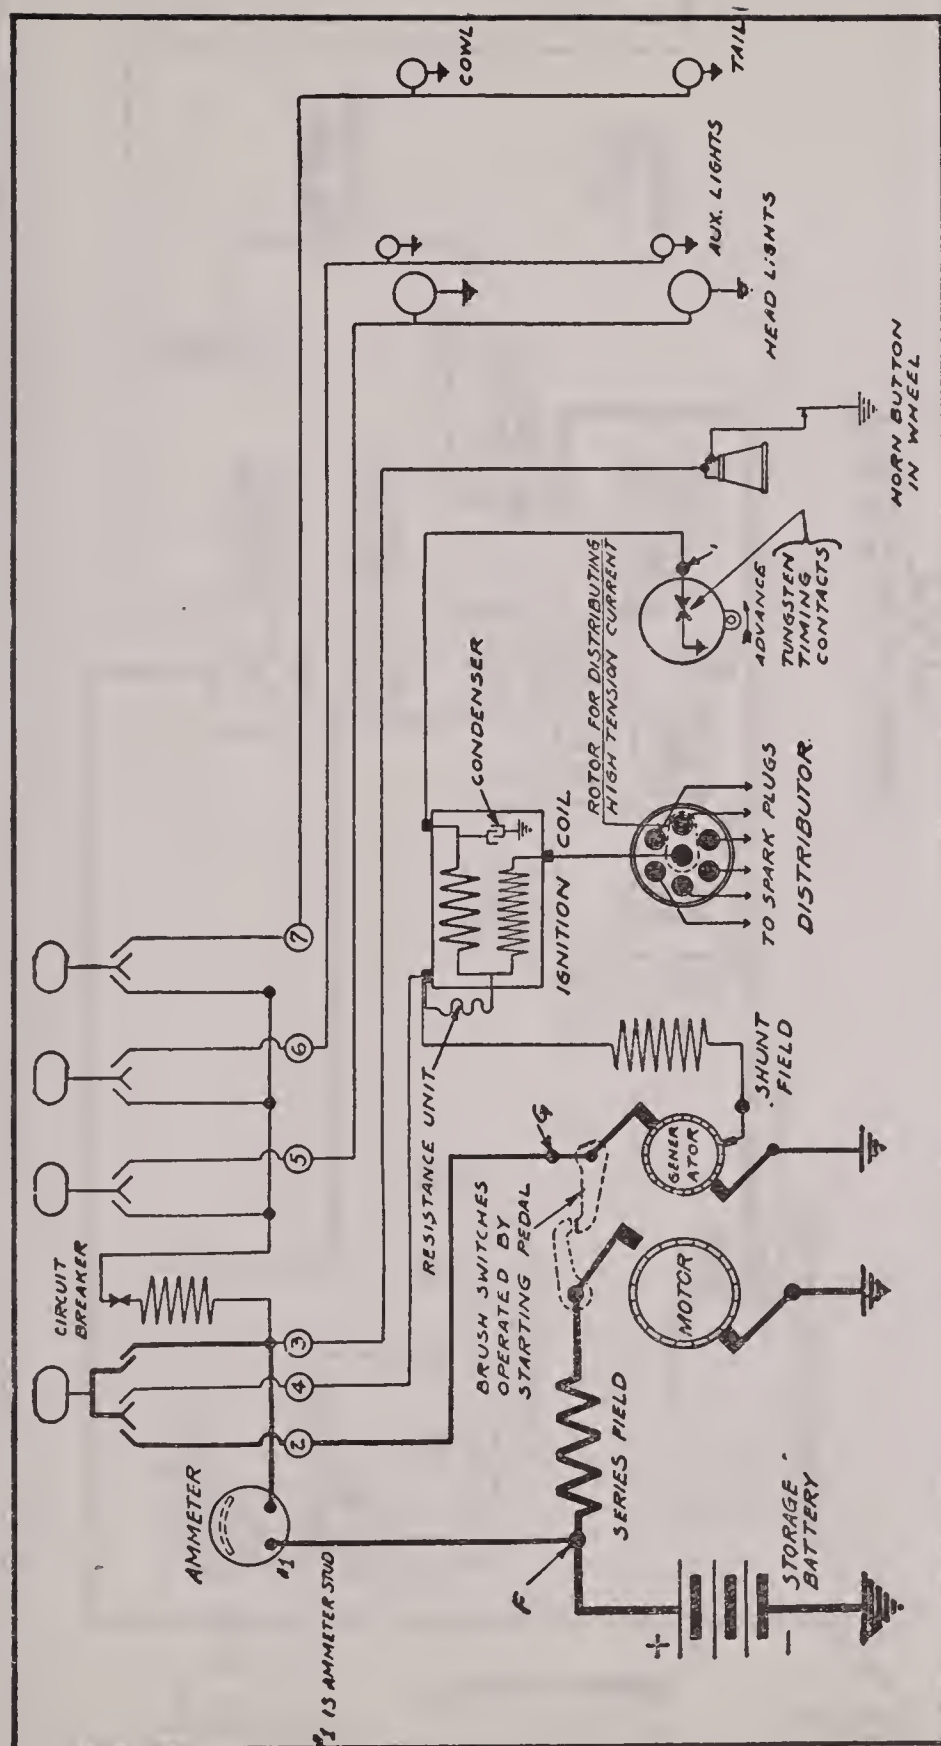 AMMETER
#1
#1 IS AMMETER STUD
2
4
3
CIRCUIT
BREAKER
5
6
7
COWL
TAIL
AUX. LIGHTS
HEAD LIGHTS
HORN BUTTON
IN WHEEL
CONDENSER
IGNITION COIL
RESISTANCE UNIT
ROTOR FOR DISTRIBUTING
HIGH TENSION CURRENT
ADVANCE
TUNGSTEN
TIMING
CONTACTS
TO SPARK PLUGS
DISTRIBUTOR.
G
BRUSH SWITCHES
OPERATED BY
STARTING PEDAL
SHUNT
FIELD
GENER
ATOR
MOTOR
SERIES FIELD
F
+
-
STORAGE
BATTERY